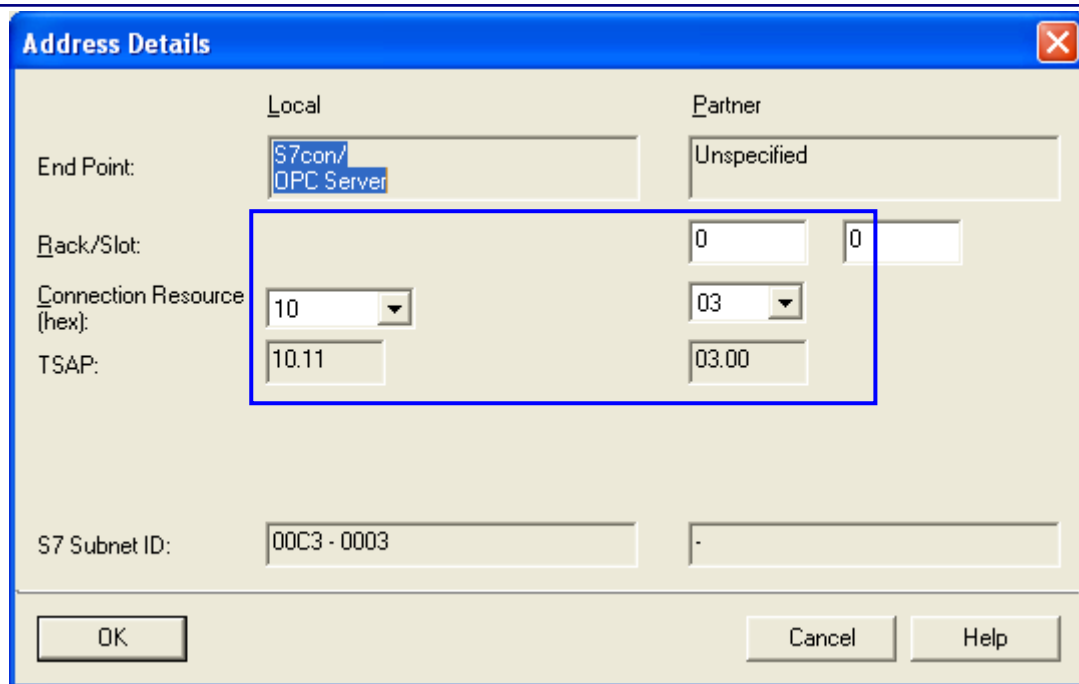 Address Details
Local Partner
End Point: S7con/ Unspecified
OPC Server
Rack/Slot: 0 0
Connection Resource 10 03
(hex):
TSAP: 10.11 03.00
S7 Subnet ID: 00C3 - 0003 -
OK Cancel Help